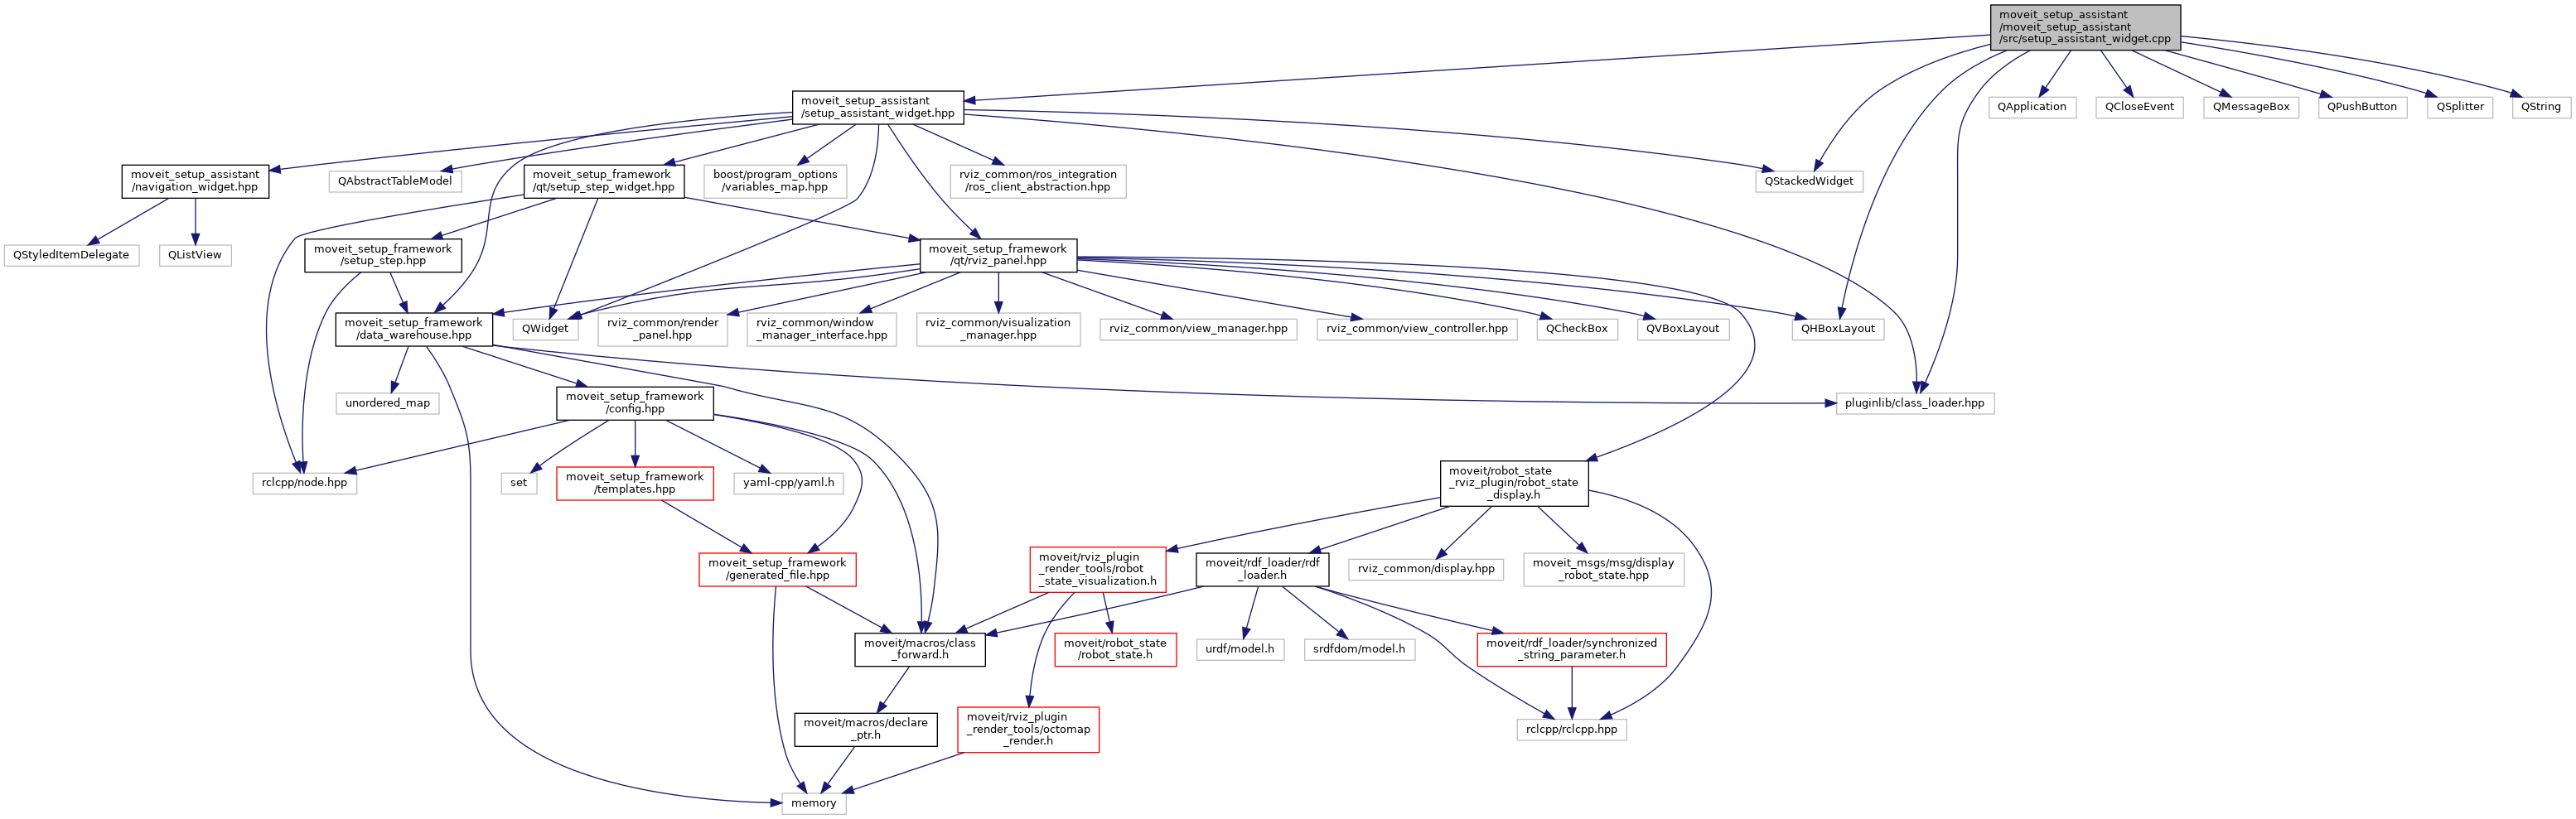 moveit_setup_assistant
/moveit_setup_assistant
/src/setup_assistant_widget.cpp
moveit_setup_assistant
/setup_assistant_widget.hpp
QApplication
QCloseEvent
QMessageBox
QPushButton
QSplitter
QString
moveit_setup_assistant
/navigation_widget.hpp
QAbstractTableModel
moveit_setup_framework
/qt/setup_step_widget.hpp
boost/program_options
/variables_map.hpp
rviz_common/ros_integration
/ros_client_abstraction.hpp
QStackedWidget
QStyledItemDelegate
QListView
moveit_setup_framework
/setup_step.hpp
moveit_setup_framework
/qt/rviz_panel.hpp
moveit_setup_framework
/data_warehouse.hpp
QWidget
rviz_common/render
_panel.hpp
rviz_common/window
_manager_interface.hpp
rviz_common/visualization
_manager.hpp
rviz_common/view_manager.hpp
rviz_common/view_controller.hpp
QCheckBox
QVBoxLayout
QHBoxLayout
unordered_map
moveit_setup_framework
/config.hpp
pluginlib/class_loader.hpp
rclcpp/node.hpp
set
moveit_setup_framework
/templates.hpp
yaml-cpp/yaml.h
moveit/robot_state
_rviz_plugin/robot_state
_display.h
moveit_setup_framework
/generated_file.hpp
moveit/rviz_plugin
_render_tools/robot
_state_visualization.h
moveit/rdf_loader/rdf
_loader.h
rviz_common/display.hpp
moveit_msgs/msg/display
_robot_state.hpp
moveit/macros/class
_forward.h
moveit/robot_state
/robot_state.h
urdf/model.h
srdfdom/model.h
moveit/rdf_loader/synchronized
_string_parameter.h
moveit/macros/declare
_ptr.h
moveit/rviz_plugin
_render_tools/octomap
_render.h
rclcpp/rclcpp.hpp
memory